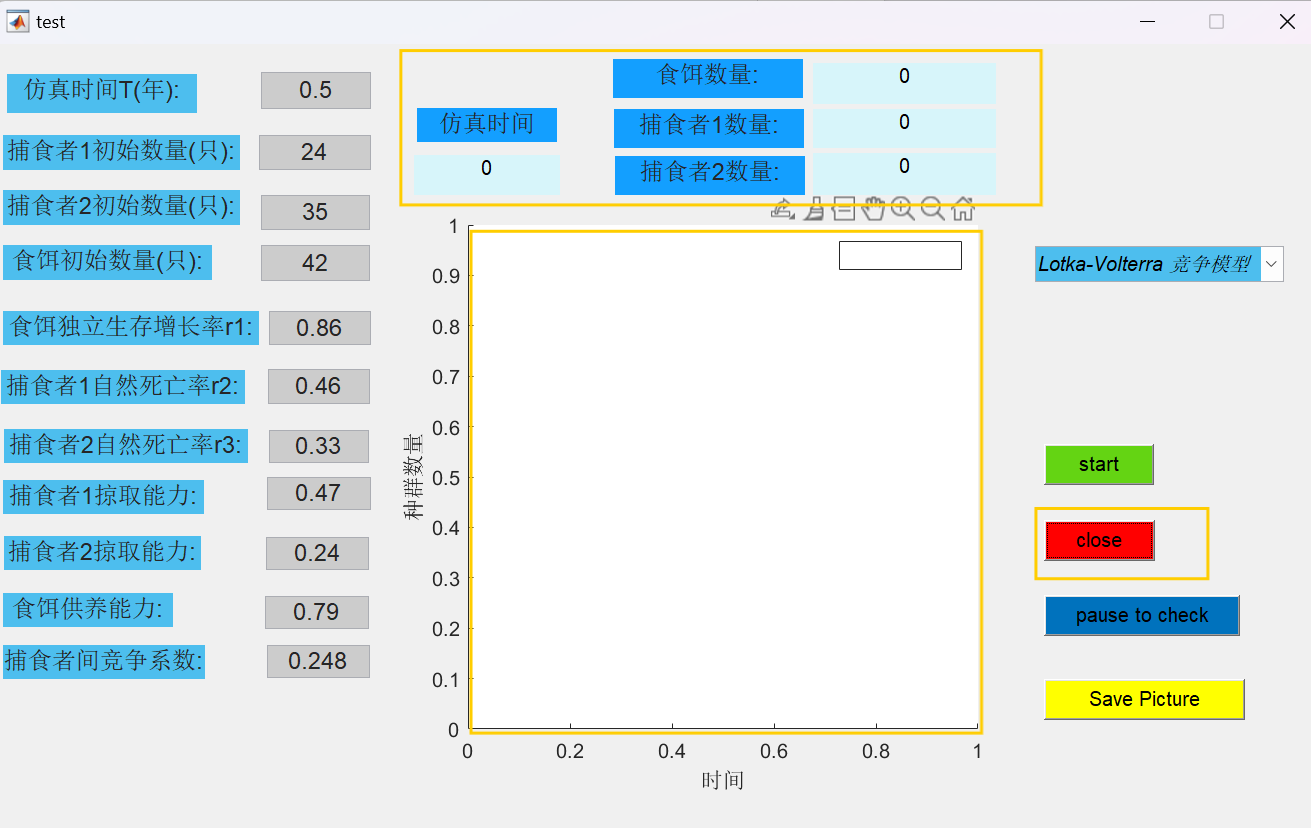 test
仿真时间T(年):
0.5
捕食者1初始数量(只):
24
捕食者2初始数量(只):
35
食饵初始数量(只):
42
食饵独立生存增长率r1:
0.86
捕食者1自然死亡率r2:
0.46
捕食者2自然死亡率r3:
0.33
捕食者1掠取能力:
0.47
捕食者2掠取能力:
0.24
食饵供养能力:
0.79
捕食者间竞争系数:
0.248
仿真时间
0
食饵数量:
0
捕食者1数量:
0
捕食者2数量:
0
1
0.9
0.8
0.7
0.6
0.5
0.4
0.3
0.2
0.1
0
种群数量
0
0.2
0.4
0.6
0.8
1
时间
Lotka-Volterra 竞争模型
start
close
pause to check
Save Picture